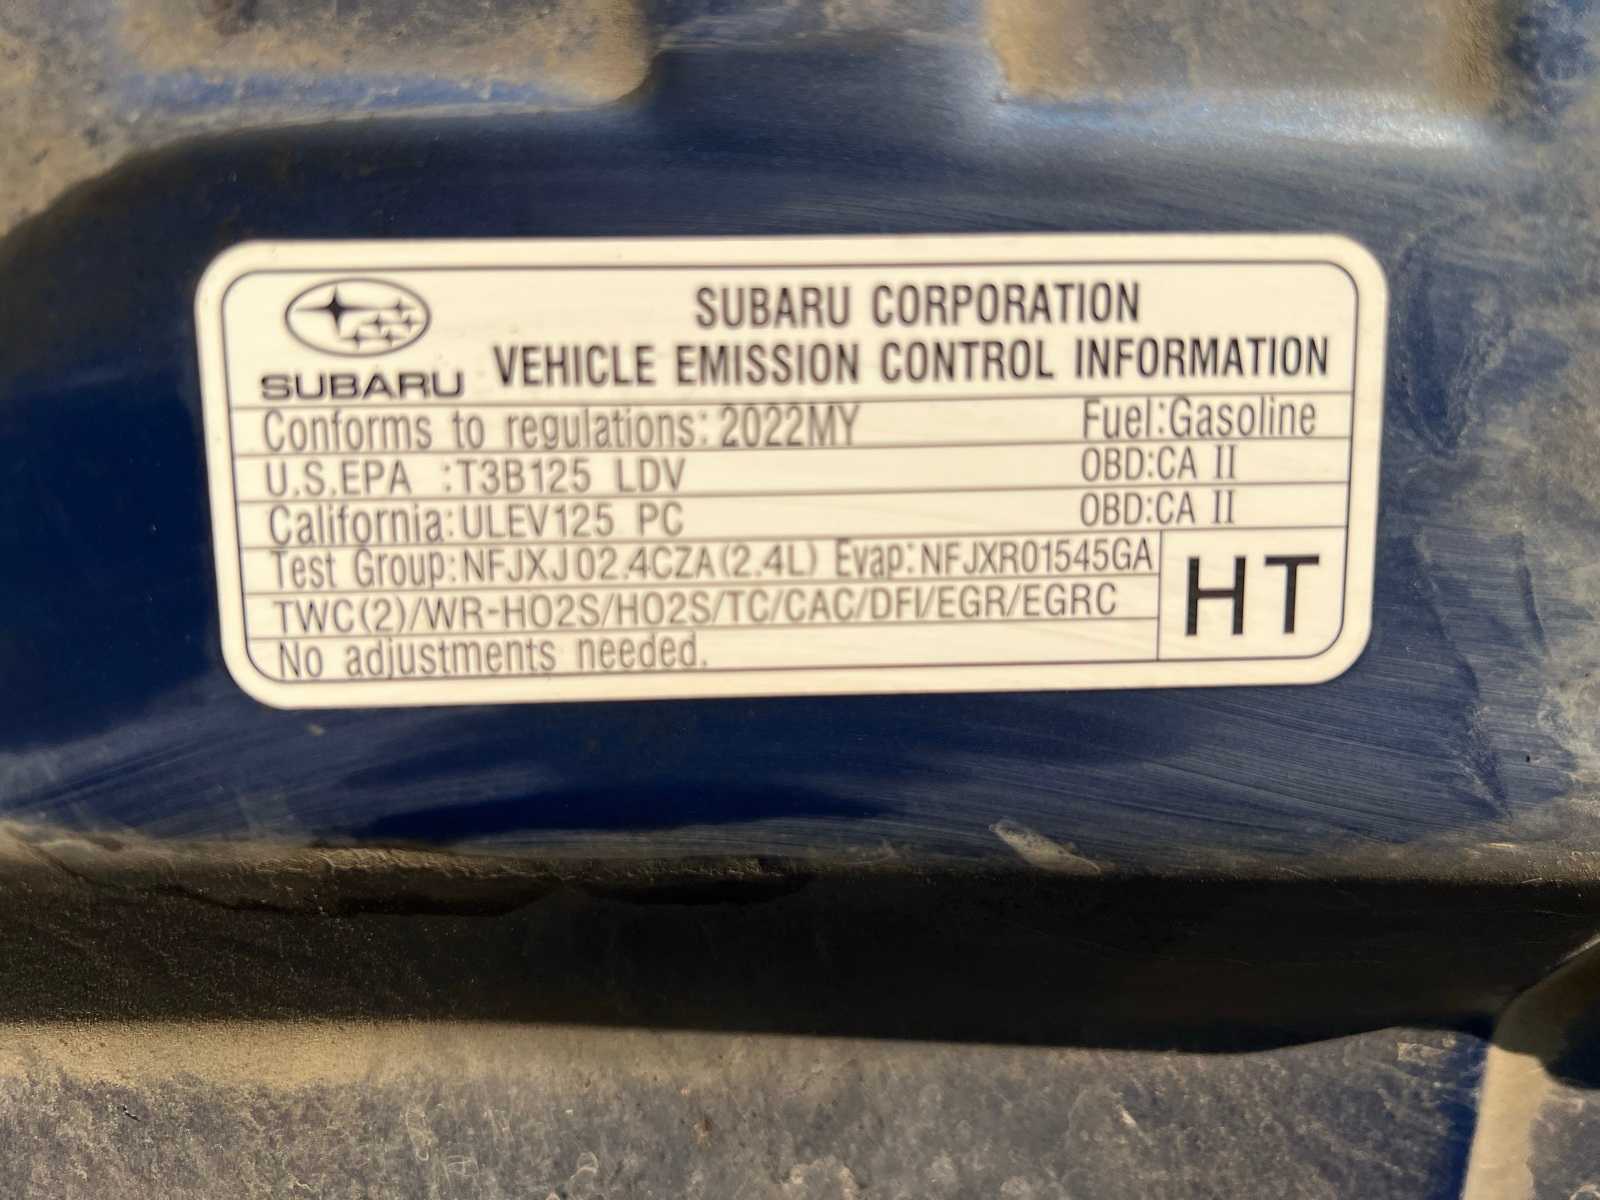 SUBARU
SUBARU CORPORATION
VEHICLE EMISSION CONTROL INFORMATION
Conforms to regulations: 2022MY Fuel:Gasoline
U.S.EPA :T3B125 LDV OBD:CA II
California:ULEV125 PC OBD:CA II
Test Group:NFJXJ02.4CZA(2.4L) Evap:NFJXR01545GA
TWC(2)/WR-HO2S/HO2S/TC/CAC/DFI/EGR/EGRC
No adjustments needed.
HT